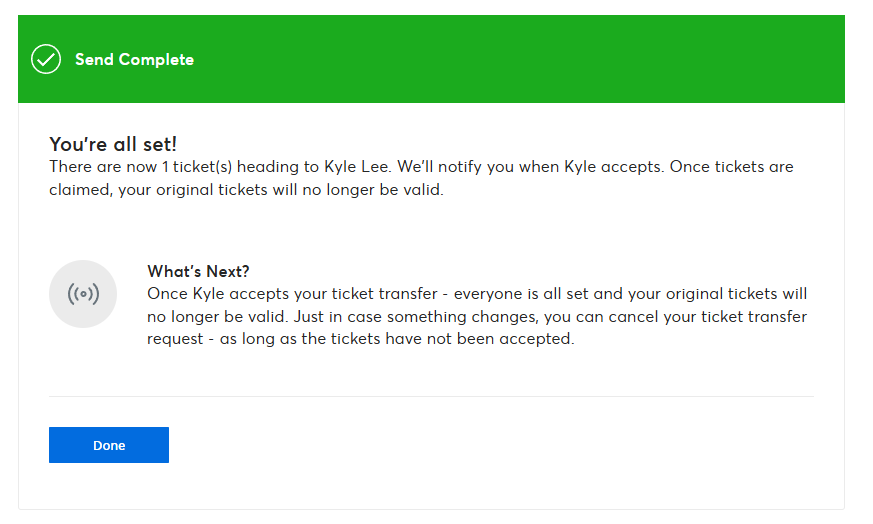 Send Complete
You're all set!
There are now 1 ticket(s) heading to Kyle Lee. We'll notify you when Kyle accepts. Once tickets are
claimed, your original tickets will no longer be valid.
What's Next?
Once Kyle accepts your ticket transfer - everyone is all set and your original tickets will
no longer be valid. Just in case something changes, you can cancel your ticket transfer
request - as long as the tickets have not been accepted.
Done